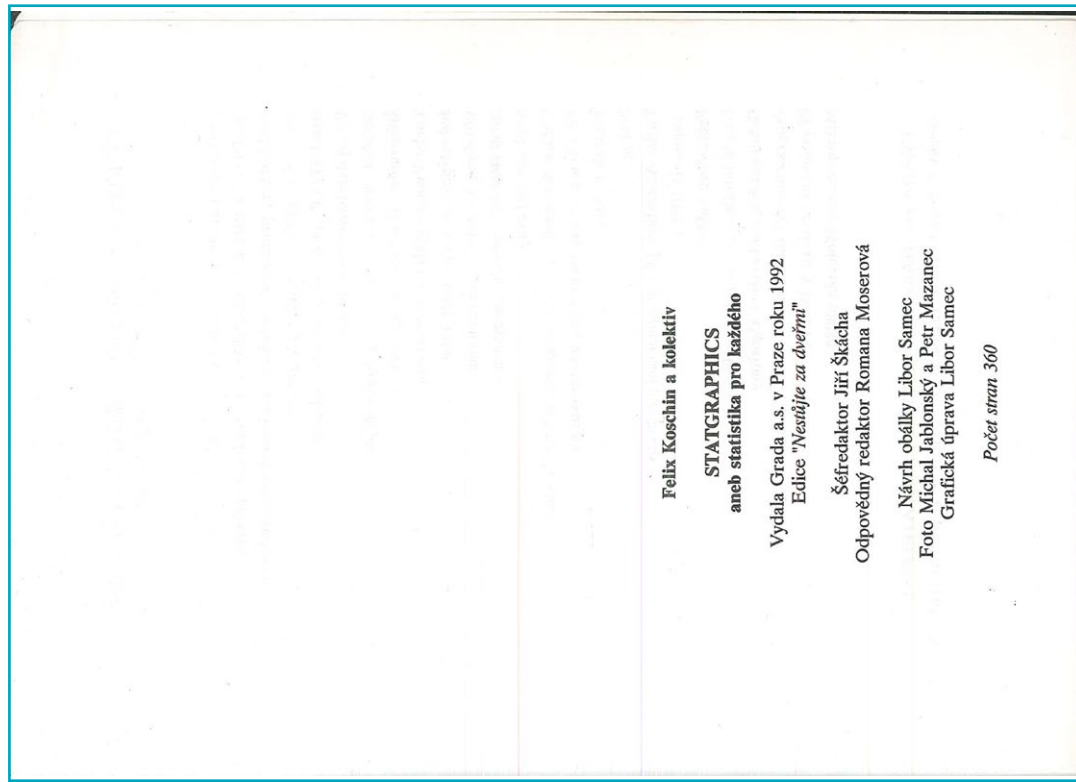 Felix Koschin a kolektiv
STATGRAPHICS
aneb statistika pro každého
Vydala Grada a.s. v Praze roku 1992
Edice "Nestůjte za dveřmi"
Šéfredaktor Jiří Škácha
Odpovědný redaktor Romana Moserová
Návrh obálky Libor Samec
Foto Michal Jablonský a Petr Mazanec
Grafická úprava Libor Samec
Počet stran 360